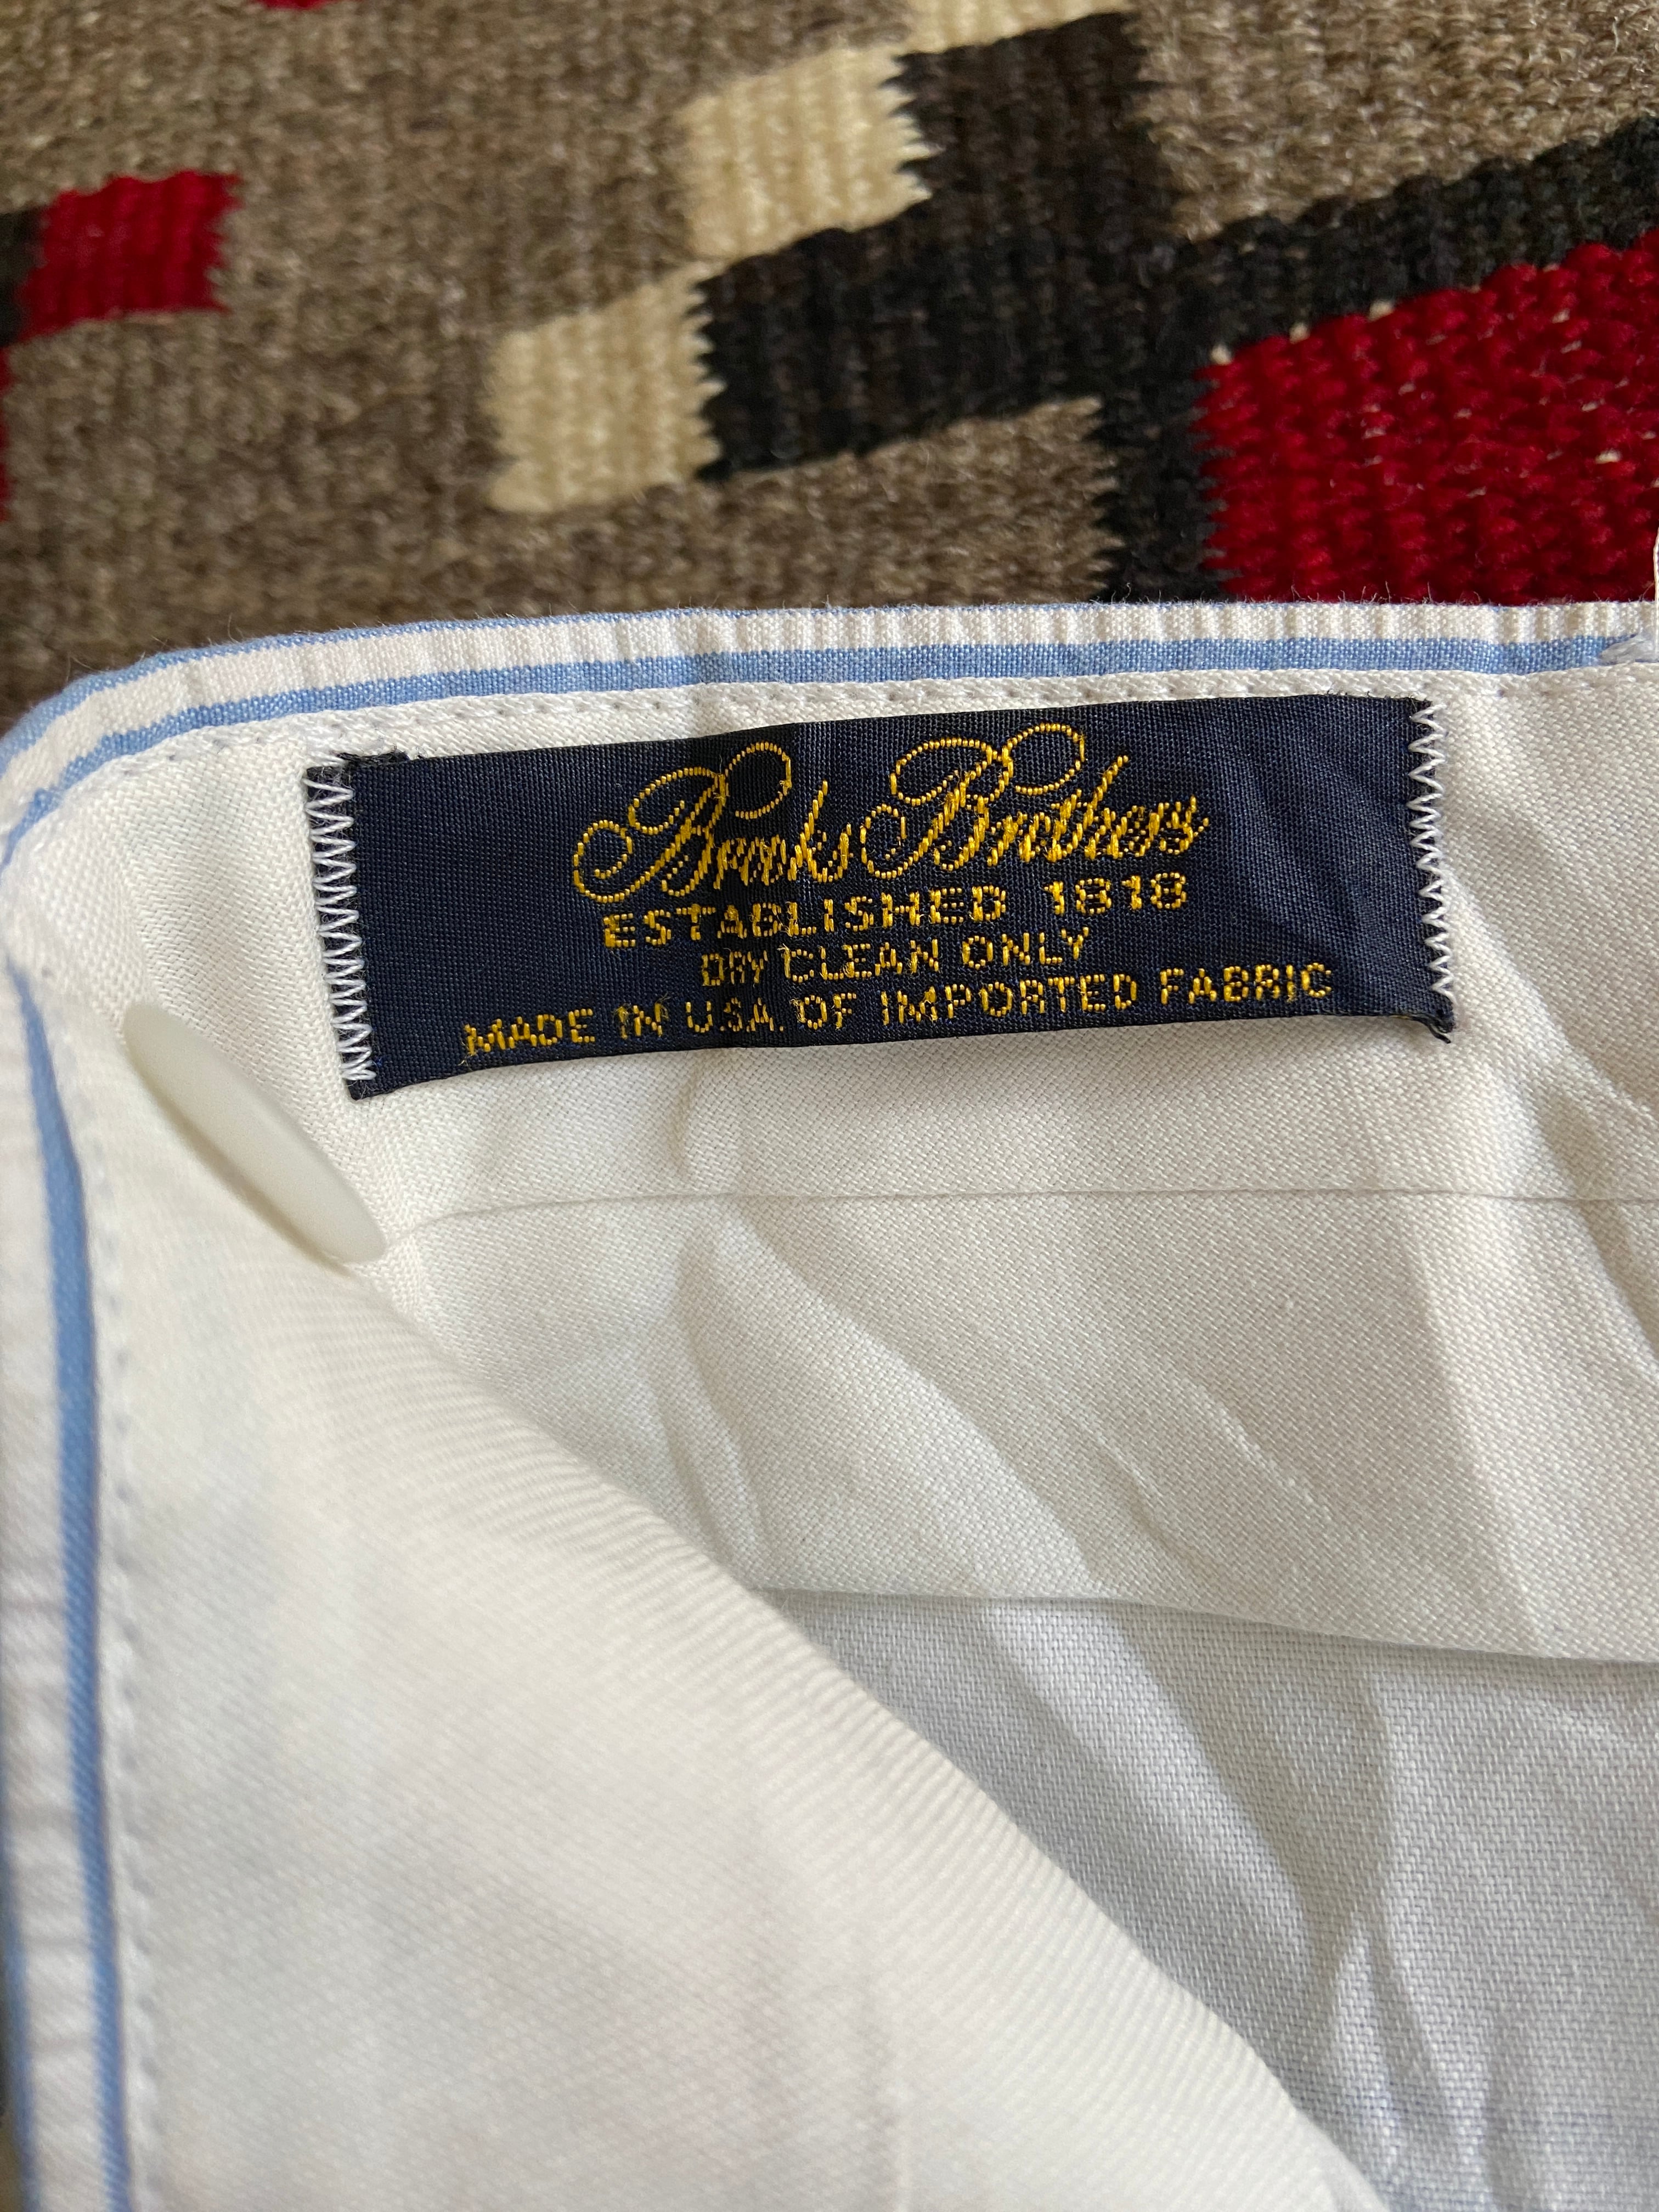 Brooks Brothers
ESTABLISHED 1818
DRY CLEAN ONLY
MADE IN U.S.A. OF IMPORTED FABRIC